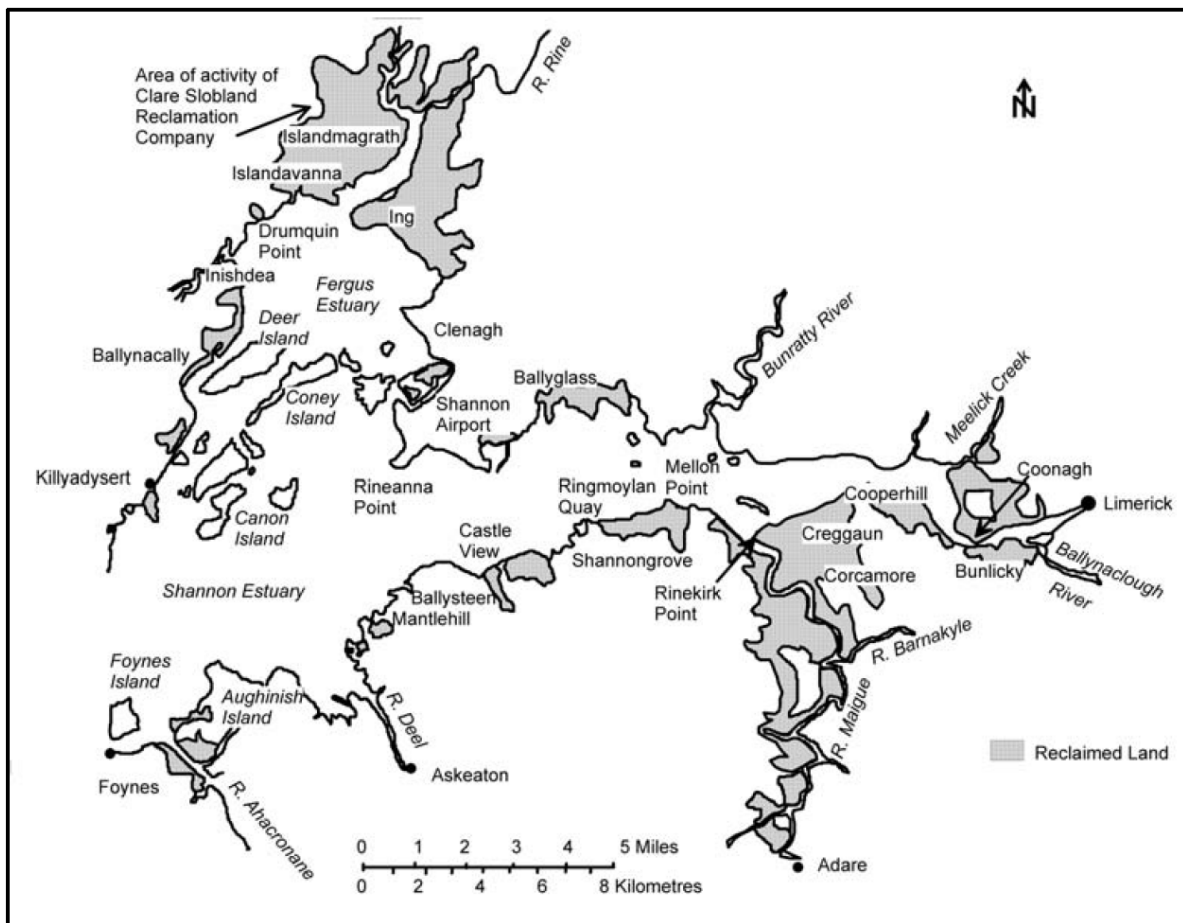 R. Rine
Area of activity of
Clare Slobland
Reclamation
Company
N
Islandmagrath
Islandavanna
Ing
Drumquin
Point
Inishdea
Fergus
Estuary
Deer
Island
Clenagh
Ballynacally
Bunratty River
Ballyglass
Coney
Island
Shannon
Airport
Meelick Creek
Coonagh
Killyadysert
Rineanna
Point
Ringmoylan
Quay
Mellon
Point
Cooperhill
Limerick
Canon
Island
Castle
View
Creggaun
Shannongrove
Corcamore
Bunlicky
Ballynaclough
River
Shannon Estuary
Ballysteen
Mantlehill
Rinekirk
Point
R. Barnakyle
Foynes
Island
Aughinish
Island
R. Deel
R. Maigue
Reclaimed Land
Foynes
Askeaton
R. Ahacronane
0 1 2 3 4 5 Miles
0 2 4 6 8 Kilometres
Adare